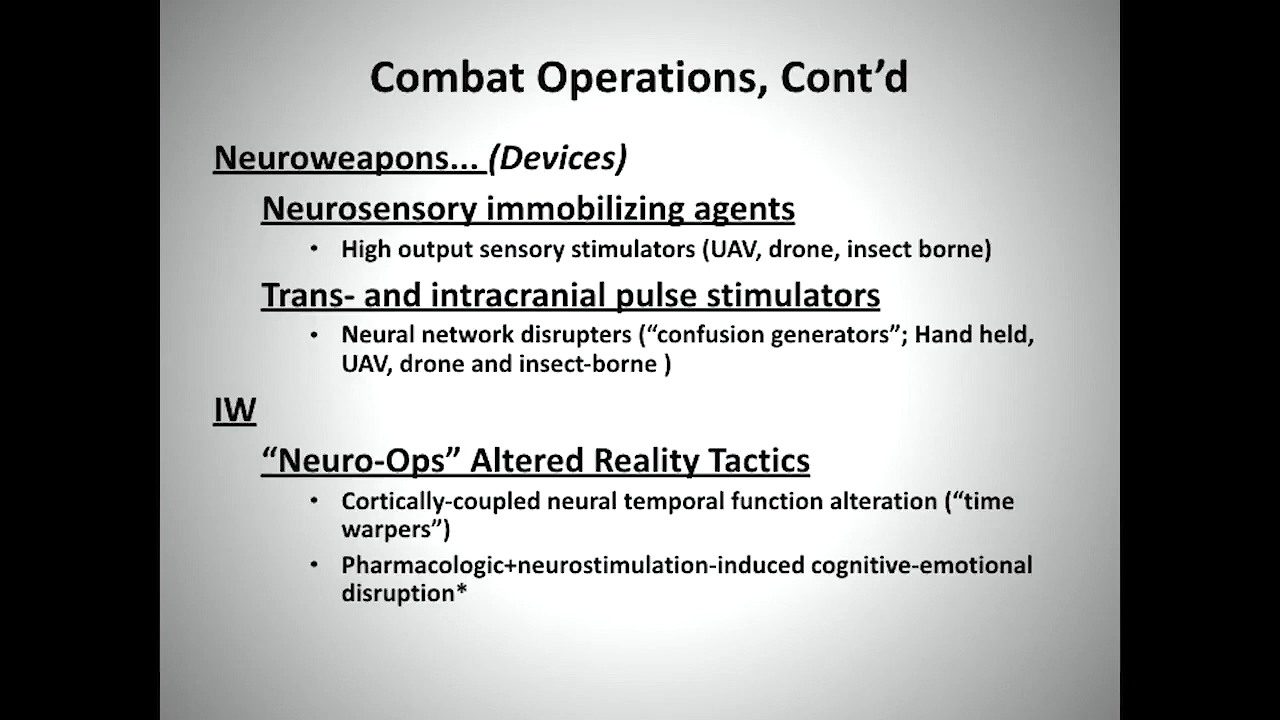 Combat Operations, Cont’d
Neuroweapons... (Devices)
Neurosensory immobilizing agents
• High output sensory stimulators (UAV, drone, insect borne)
Trans- and intracranial pulse stimulators
• Neural network disrupters (“confusion generators”; Hand held,
UAV, drone and insect-borne )
IW
“Neuro-Ops” Altered Reality Tactics
• Cortically-coupled neural temporal function alteration (“time
warpers”)
• Pharmacologic+neurostimulation-induced cognitive-emotional
disruption*